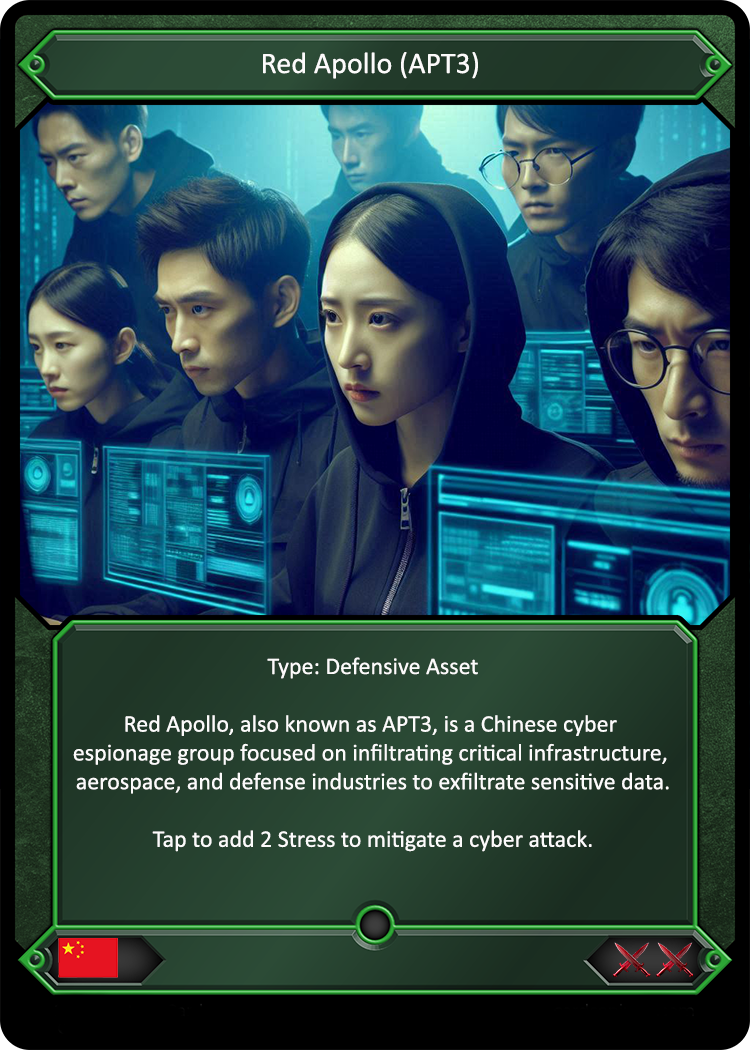 Red Apollo (APT3)
Type: Defensive Asset
Red Apollo, also known as APT3, is a Chinese cyber
espionage group focused on infiltrating critical infrastructure,
aerospace, and defense industries to exfiltrate sensitive data.
Tap to add 2 Stress to mitigate a cyber attack.